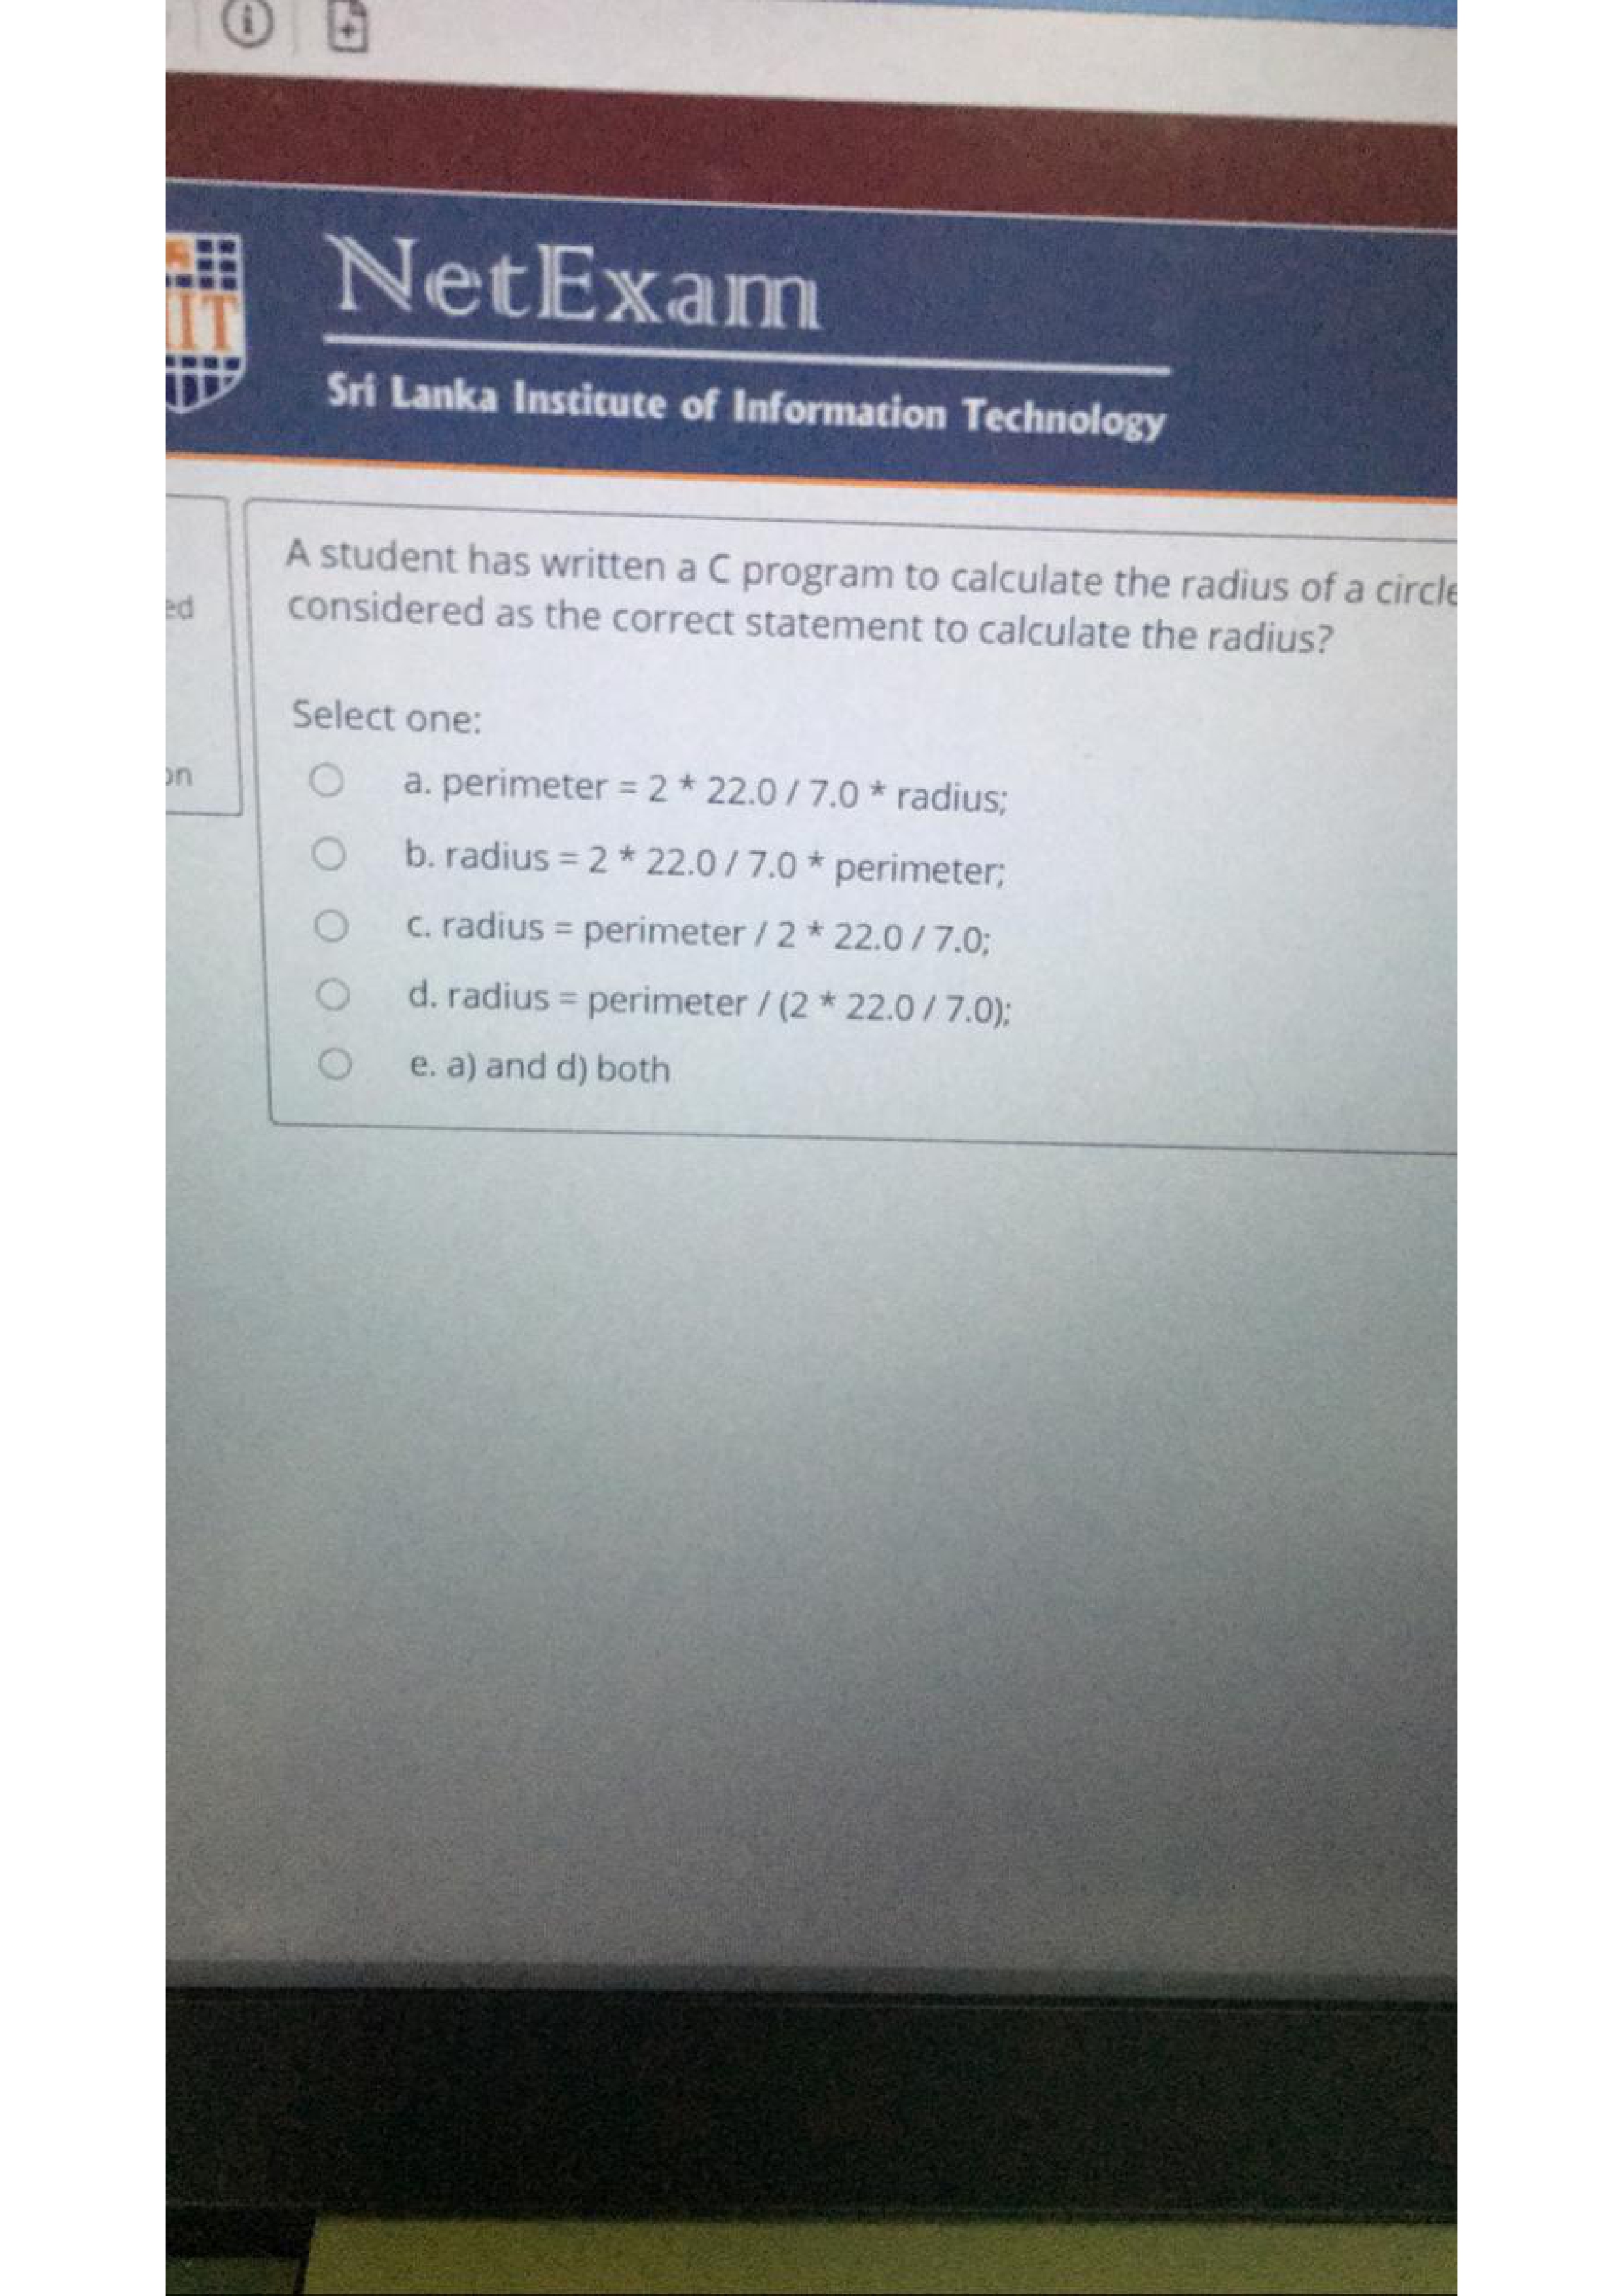 NetExam
IIT
Sri Lanka Institute of Information Technology
A student has written a C program to calculate the radius of a circle
considered as the correct statement to calculate the radius?
ed
Select one:
on
a. perimeter = 2 * 22.0 / 7.0 * radius;
b. radius = 2 * 22.0 / 7.0 * perimeter;
c. radius = perimeter / 2 * 22.0 / 7.0;
d. radius = perimeter / (2 * 22.0 / 7.0);
e. a) and d) both